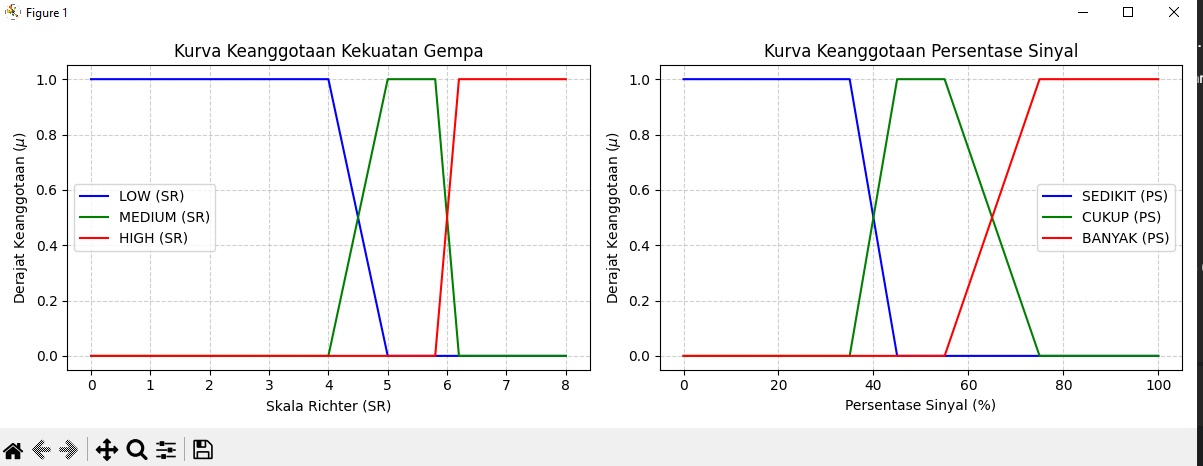 Figure 1
Kurva Keanggotaan Kekuatan Gempa
Derajat Keanggotaan (μ)
1.0
0.8
0.6
0.4
0.2
0.0
LOW (SR)
MEDIUM (SR)
HIGH (SR)
0 1 2 3 4 5 6 7 8
Skala Richter (SR)
Kurva Keanggotaan Persentase Sinyal
Derajat Keanggotaan (μ)
1.0
0.8
0.6
0.4
0.2
0.0
SEDIKIT (PS)
CUKUP (PS)
BANYAK (PS)
0 20 40 60 80 100
Persentase Sinyal (%)